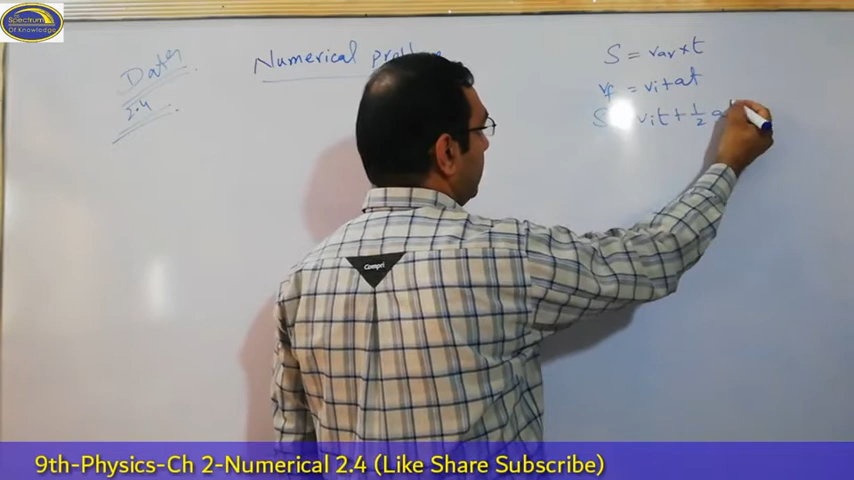 Spectrum
Of Knowledge
Data
2.4
Numerical
S = vav × t
vf = vi + at
S = vit + 1/2 a
Compri
9th-Physics-Ch 2-Numerical 2.4 (Like Share Subscribe)